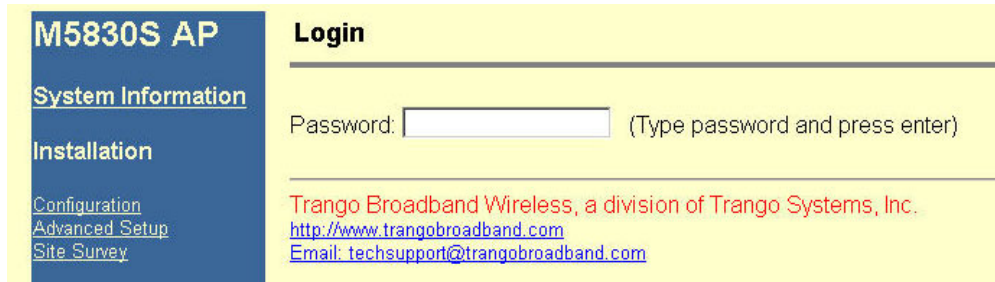 M5830S AP
System Information
Installation
Configuration
Advanced Setup
Site Survey
Login
Password: (Type password and press enter)
Trango Broadband Wireless, a division of Trango Systems, Inc.
http://www.trangobroadband.com
Email: techsupport@trangobroadband.com